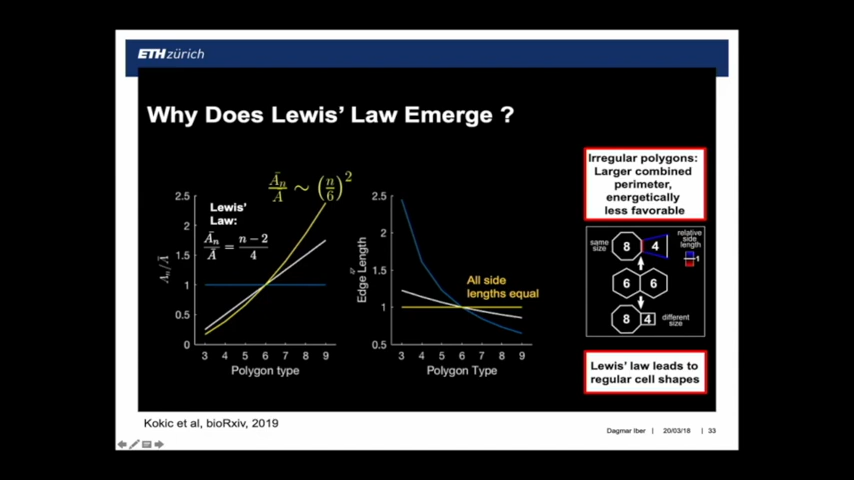 ETH zürich
Why Does Lewis' Law Emerge ?
Irregular polygons:
Larger combined
perimeter,
energetically
less favorable
Ā_n/Ā ~ (n/6)²
Lewis'
Law:
Ā_n/Ā = (n−2)/4
2.5
2
1.5
1
0.5
0
3 4 5 6 7 8 9
Polygon type
2.5
2
1.5
1
0.5
Edge Length
All side
lengths equal
3 4 5 6 7 8 9
Polygon Type
same
size
8
4
relative
side
length
1
6
6
8
4
different
size
Lewis' law leads to
regular cell shapes
Kokic et al, bioRxiv, 2019
Dagmar Iber | 20/03/18 | 33